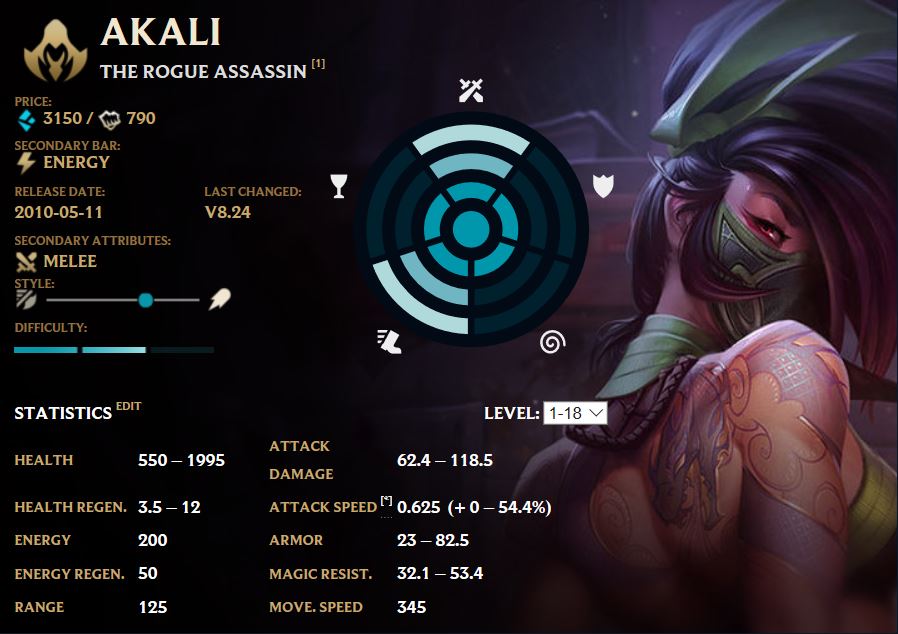 AKALI
THE ROGUE ASSASSIN [1]
PRICE:
3150 / 790
SECONDARY BAR:
ENERGY
RELEASE DATE: LAST CHANGED:
2010-05-11 V8.24
SECONDARY ATTRIBUTES:
MELEE
STYLE:
DIFFICULTY:
STATISTICS EDIT LEVEL: 1-18
HEALTH 550 – 1995 ATTACK DAMAGE 62.4 – 118.5
HEALTH REGEN. 3.5 – 12 ATTACK SPEED [*] 0.625 (+ 0 – 54.4%)
ENERGY 200 ARMOR 23 – 82.5
ENERGY REGEN. 50 MAGIC RESIST. 32.1 – 53.4
RANGE 125 MOVE. SPEED 345